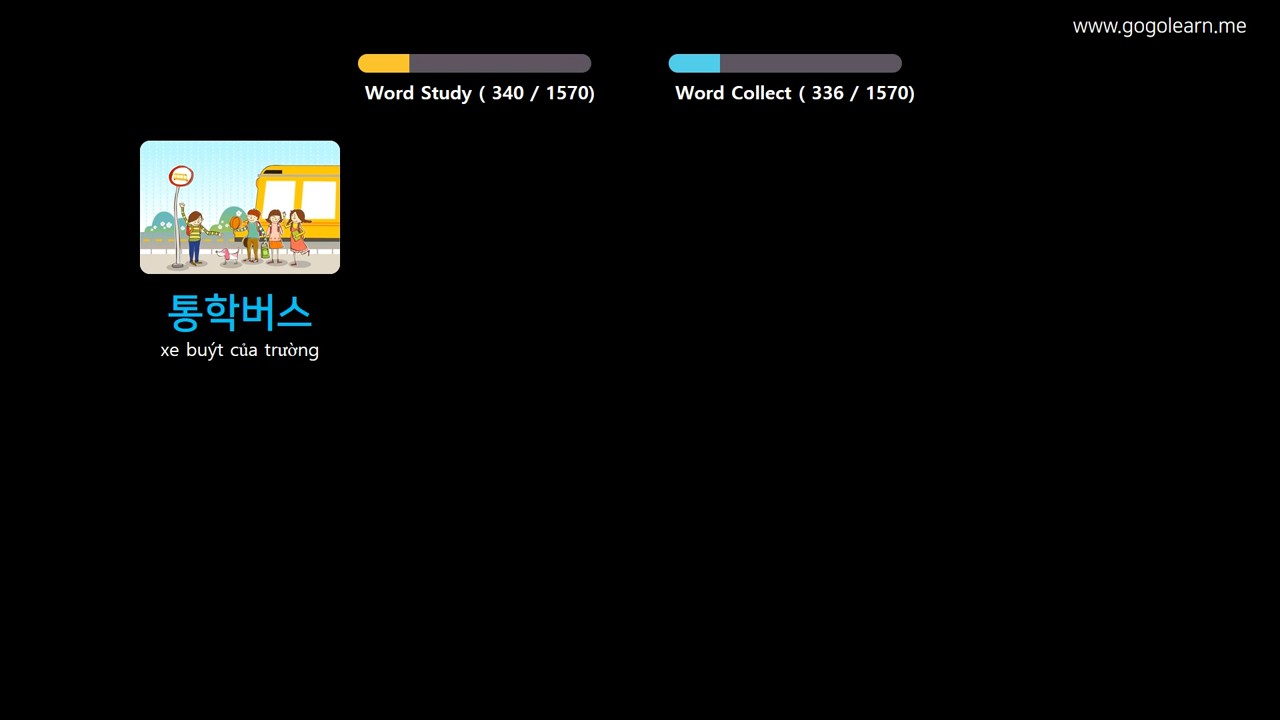 www.gogolearn.me
Word Study ( 340 / 1570)
Word Collect ( 336 / 1570)
통학버스
xe buýt của trường